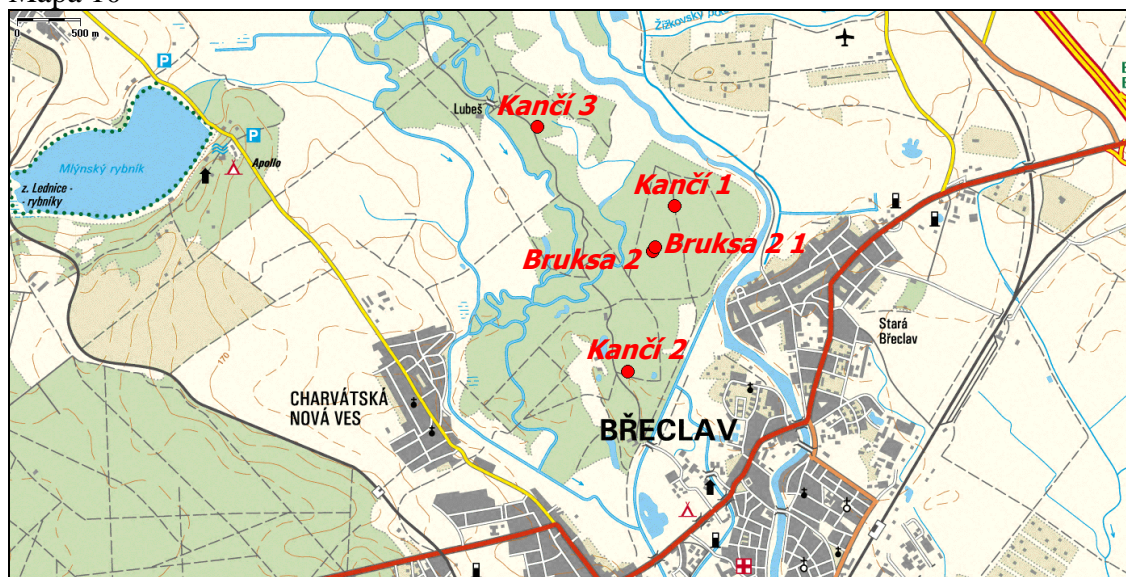 Mapa 10
0 500 m
Žižkovský
P
Lubeš
Kančí 3
P
Mlýnský rybník
Apollo
z. Lednice -
- rybníky
Kančí 1
Bruksa 2 1
Bruksa 2
170
Stará
Břeclav
Kančí 2
CHARVÁTSKÁ
NOVÁ VES
BŘECLAV